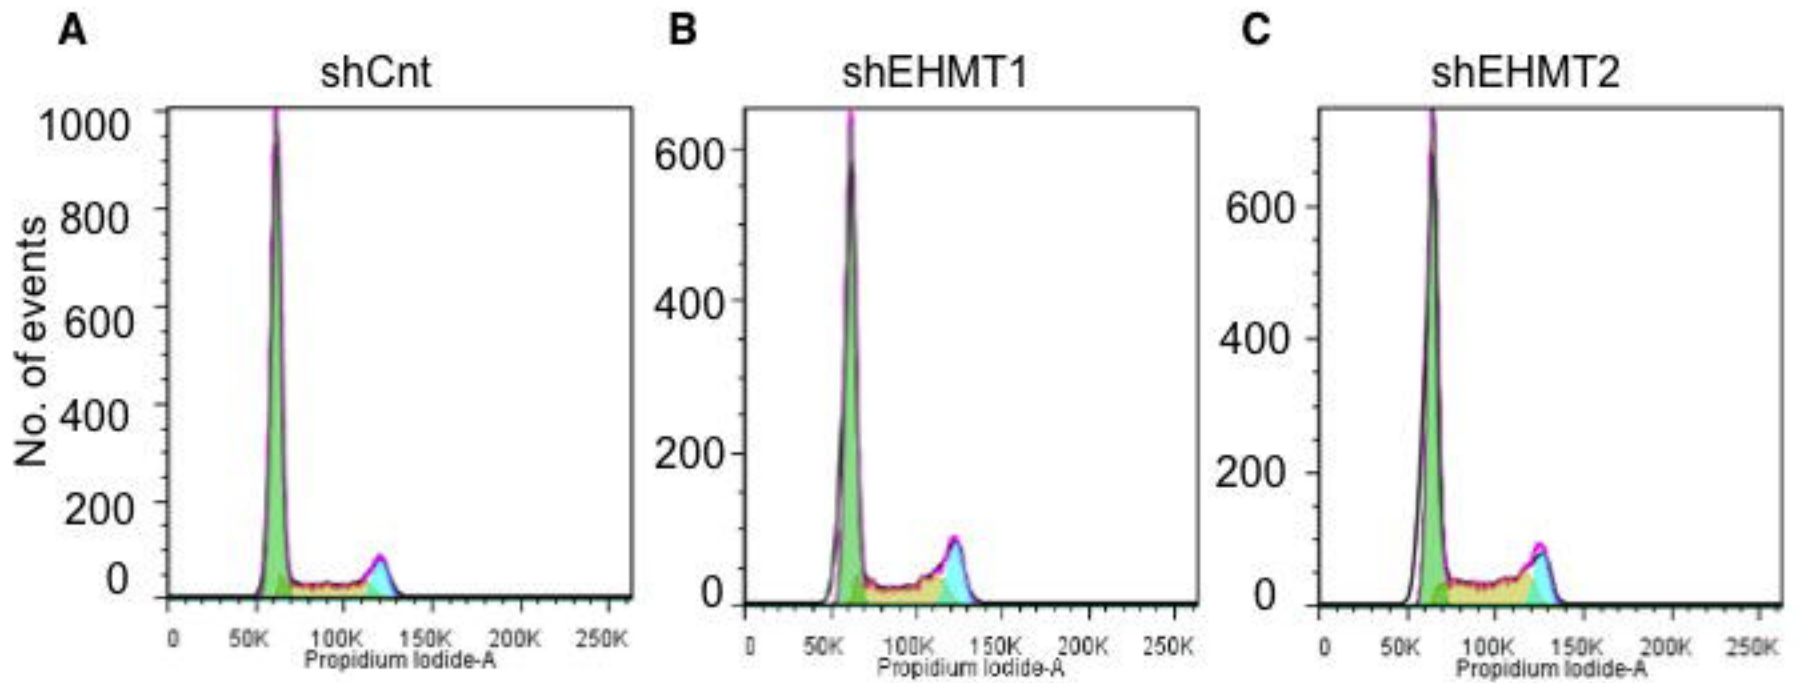 A
B
C
shCnt
shEHMT1
shEHMT2
No. of events
1000
800
600
400
200
0
0 50K 100K 150K 200K 250K
Propidium Iodide-A
600
400
200
0
0 50K 100K 150K 200K 250K
Propidium Iodide-A
600
400
200
0
0 50K 100K 150K 200K 250K
Propidium Iodide-A